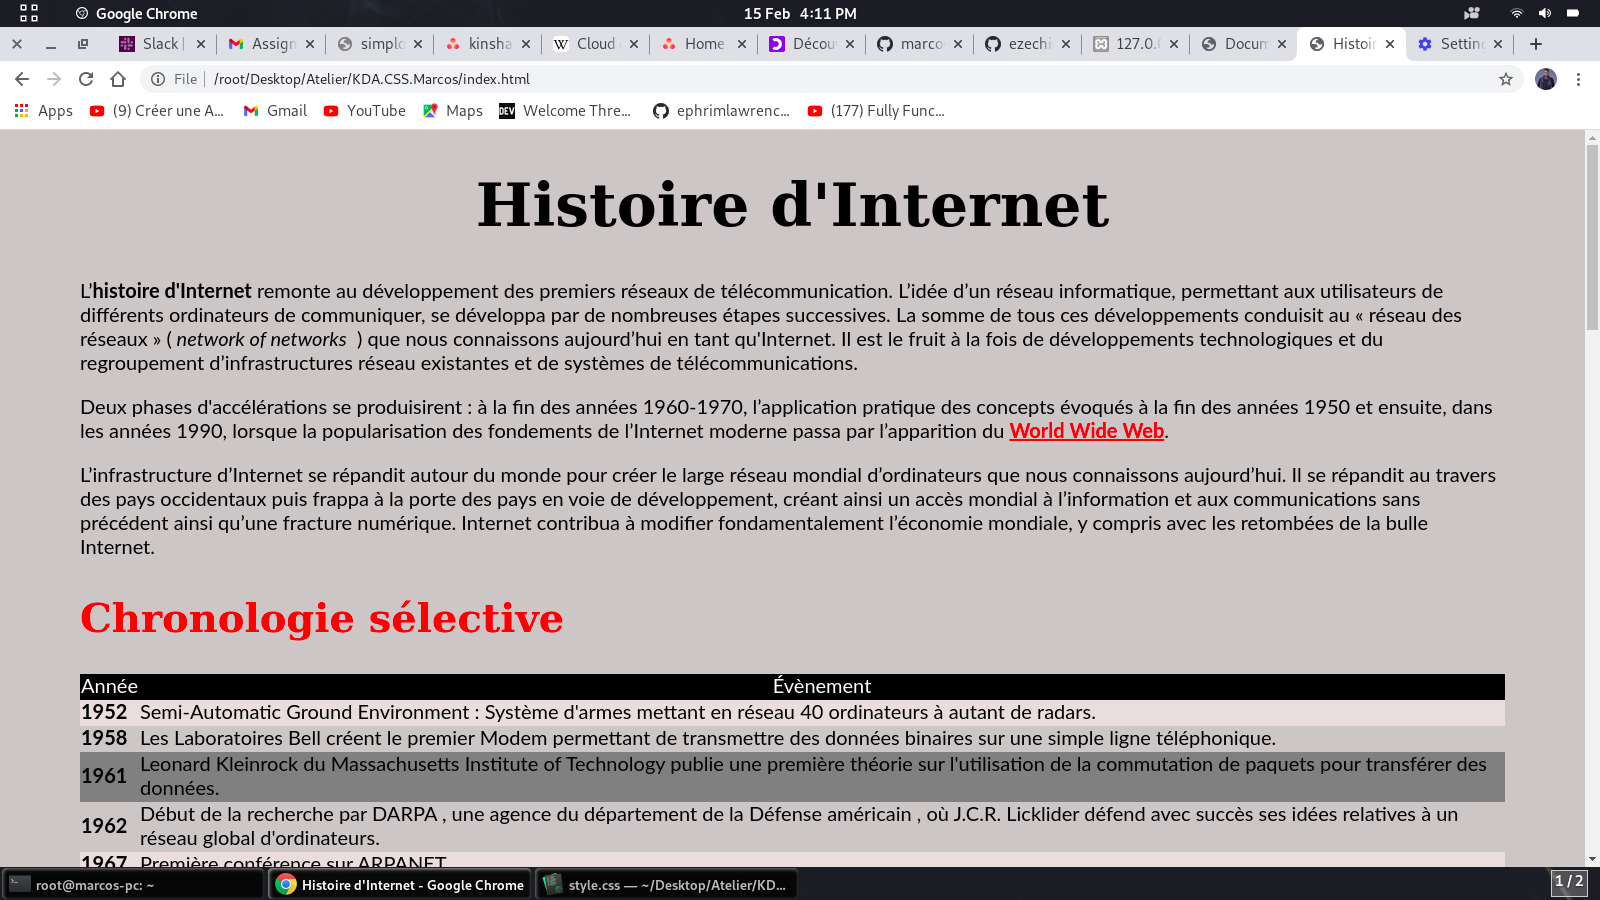 Google Chrome
15 Feb 4:11 PM
Slack
Assign
simplo
kinsha
Cloud
Home
Décou
marco
ezechi
127.0.
Docum
Histoir
Settin
File
/root/Desktop/Atelier/KDA.CSS.Marcos/index.html
Apps
(9) Créer une A...
Gmail
YouTube
Maps
DEV
Welcome Thre...
ephrimlawrenc...
(177) Fully Func...
Histoire d'Internet
L’histoire d'Internet remonte au développement des premiers réseaux de télécommunication. L’idée d’un réseau informatique, permettant aux utilisateurs de
différents ordinateurs de communiquer, se développa par de nombreuses étapes successives. La somme de tous ces développements conduisit au « réseau des
réseaux » ( network of networks ) que nous connaissons aujourd’hui en tant qu'Internet. Il est le fruit à la fois de développements technologiques et du
regroupement d’infrastructures réseau existantes et de systèmes de télécommunications.
Deux phases d'accélérations se produisirent : à la fin des années 1960-1970, l’application pratique des concepts évoqués à la fin des années 1950 et ensuite, dans
les années 1990, lorsque la popularisation des fondements de l’Internet moderne passa par l’apparition du World Wide Web.
L’infrastructure d’Internet se répandit autour du monde pour créer le large réseau mondial d’ordinateurs que nous connaissons aujourd’hui. Il se répandit au travers
des pays occidentaux puis frappa à la porte des pays en voie de développement, créant ainsi un accès mondial à l’information et aux communications sans
précédent ainsi qu’une fracture numérique. Internet contribua à modifier fondamentalement l’économie mondiale, y compris avec les retombées de la bulle
Internet.
Chronologie sélective
Année Évènement
1952 Semi-Automatic Ground Environment : Système d'armes mettant en réseau 40 ordinateurs à autant de radars.
1958 Les Laboratoires Bell créent le premier Modem permettant de transmettre des données binaires sur une simple ligne téléphonique.
1961 Leonard Kleinrock du Massachusetts Institute of Technology publie une première théorie sur l'utilisation de la commutation de paquets pour transférer des
données.
1962 Début de la recherche par DARPA , une agence du département de la Défense américain , où J.C.R. Licklider défend avec succès ses idées relatives à un
réseau global d'ordinateurs.
1967 Première conférence sur ARPANET
root@marcos-pc: ~
Histoire d'Internet - Google Chrome
style.css — ~/Desktop/Atelier/KD...
1 / 2